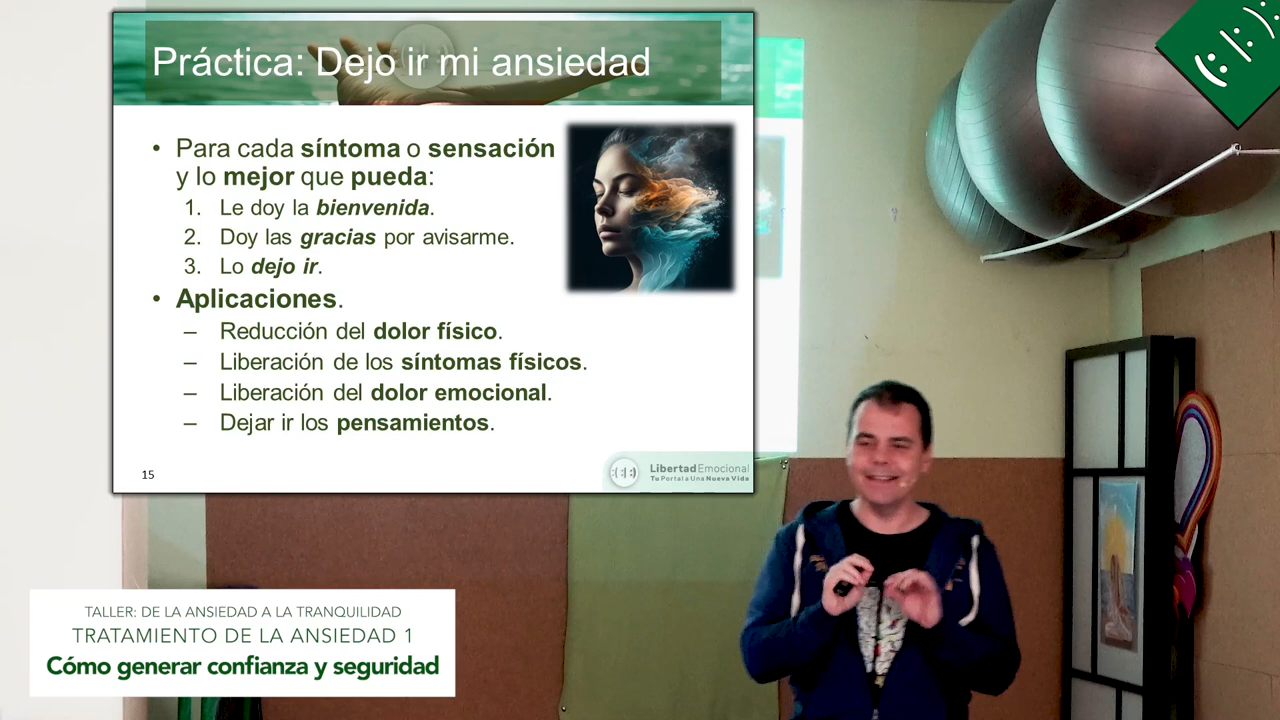 Práctica: Dejo ir mi ansiedad
• Para cada síntoma o sensación
y lo mejor que pueda:
1. Le doy la bienvenida.
2. Doy las gracias por avisarme.
3. Lo dejo ir.
• Aplicaciones.
– Reducción del dolor físico.
– Liberación de los síntomas físicos.
– Liberación del dolor emocional.
– Dejar ir los pensamientos.
15
LibertadEmocional
Tu Portal a Una Nueva Vida
TALLER: DE LA ANSIEDAD A LA TRANQUILIDAD
TRATAMIENTO DE LA ANSIEDAD 1
Cómo generar confianza y seguridad